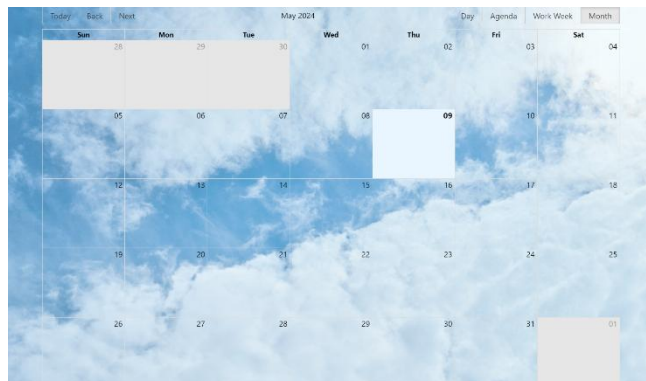 Today Back Next May 2024 Day Agenda Work Week Month
Sun Mon Tue Wed Thu Fri Sat
28 29 30 01 02 03 04
05 06 07 08 09 10 11
12 13 14 15 16 17 18
19 20 21 22 23 24 25
26 27 28 29 30 31 01